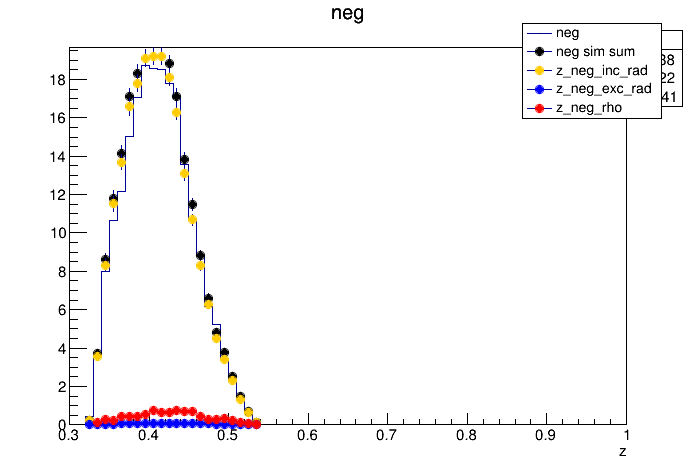 neg
neg
neg sim sum
z_neg_inc_rad
z_neg_exc_rad
z_neg_rho
38
22
41
18
16
14
12
10
8
6
4
2
0
0.3 0.4 0.5 0.6 0.7 0.8 0.9 1
z